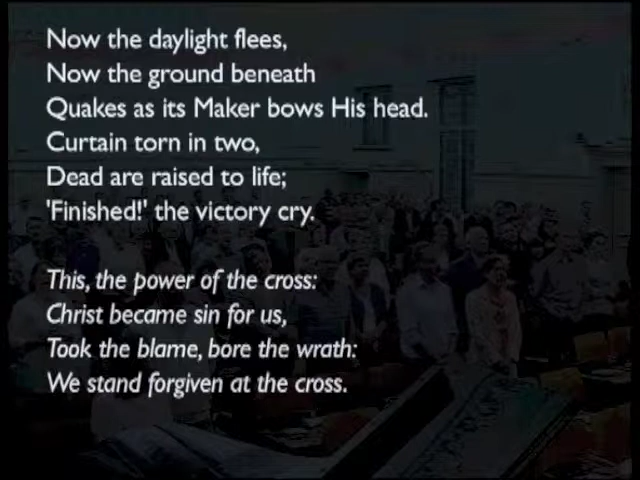 Now the daylight flees,
Now the ground beneath
Quakes as its Maker bows His head.
Curtain torn in two,
Dead are raised to life;
'Finished!' the victory cry.
This, the power of the cross:
Christ became sin for us,
Took the blame, bore the wrath:
We stand forgiven at the cross.